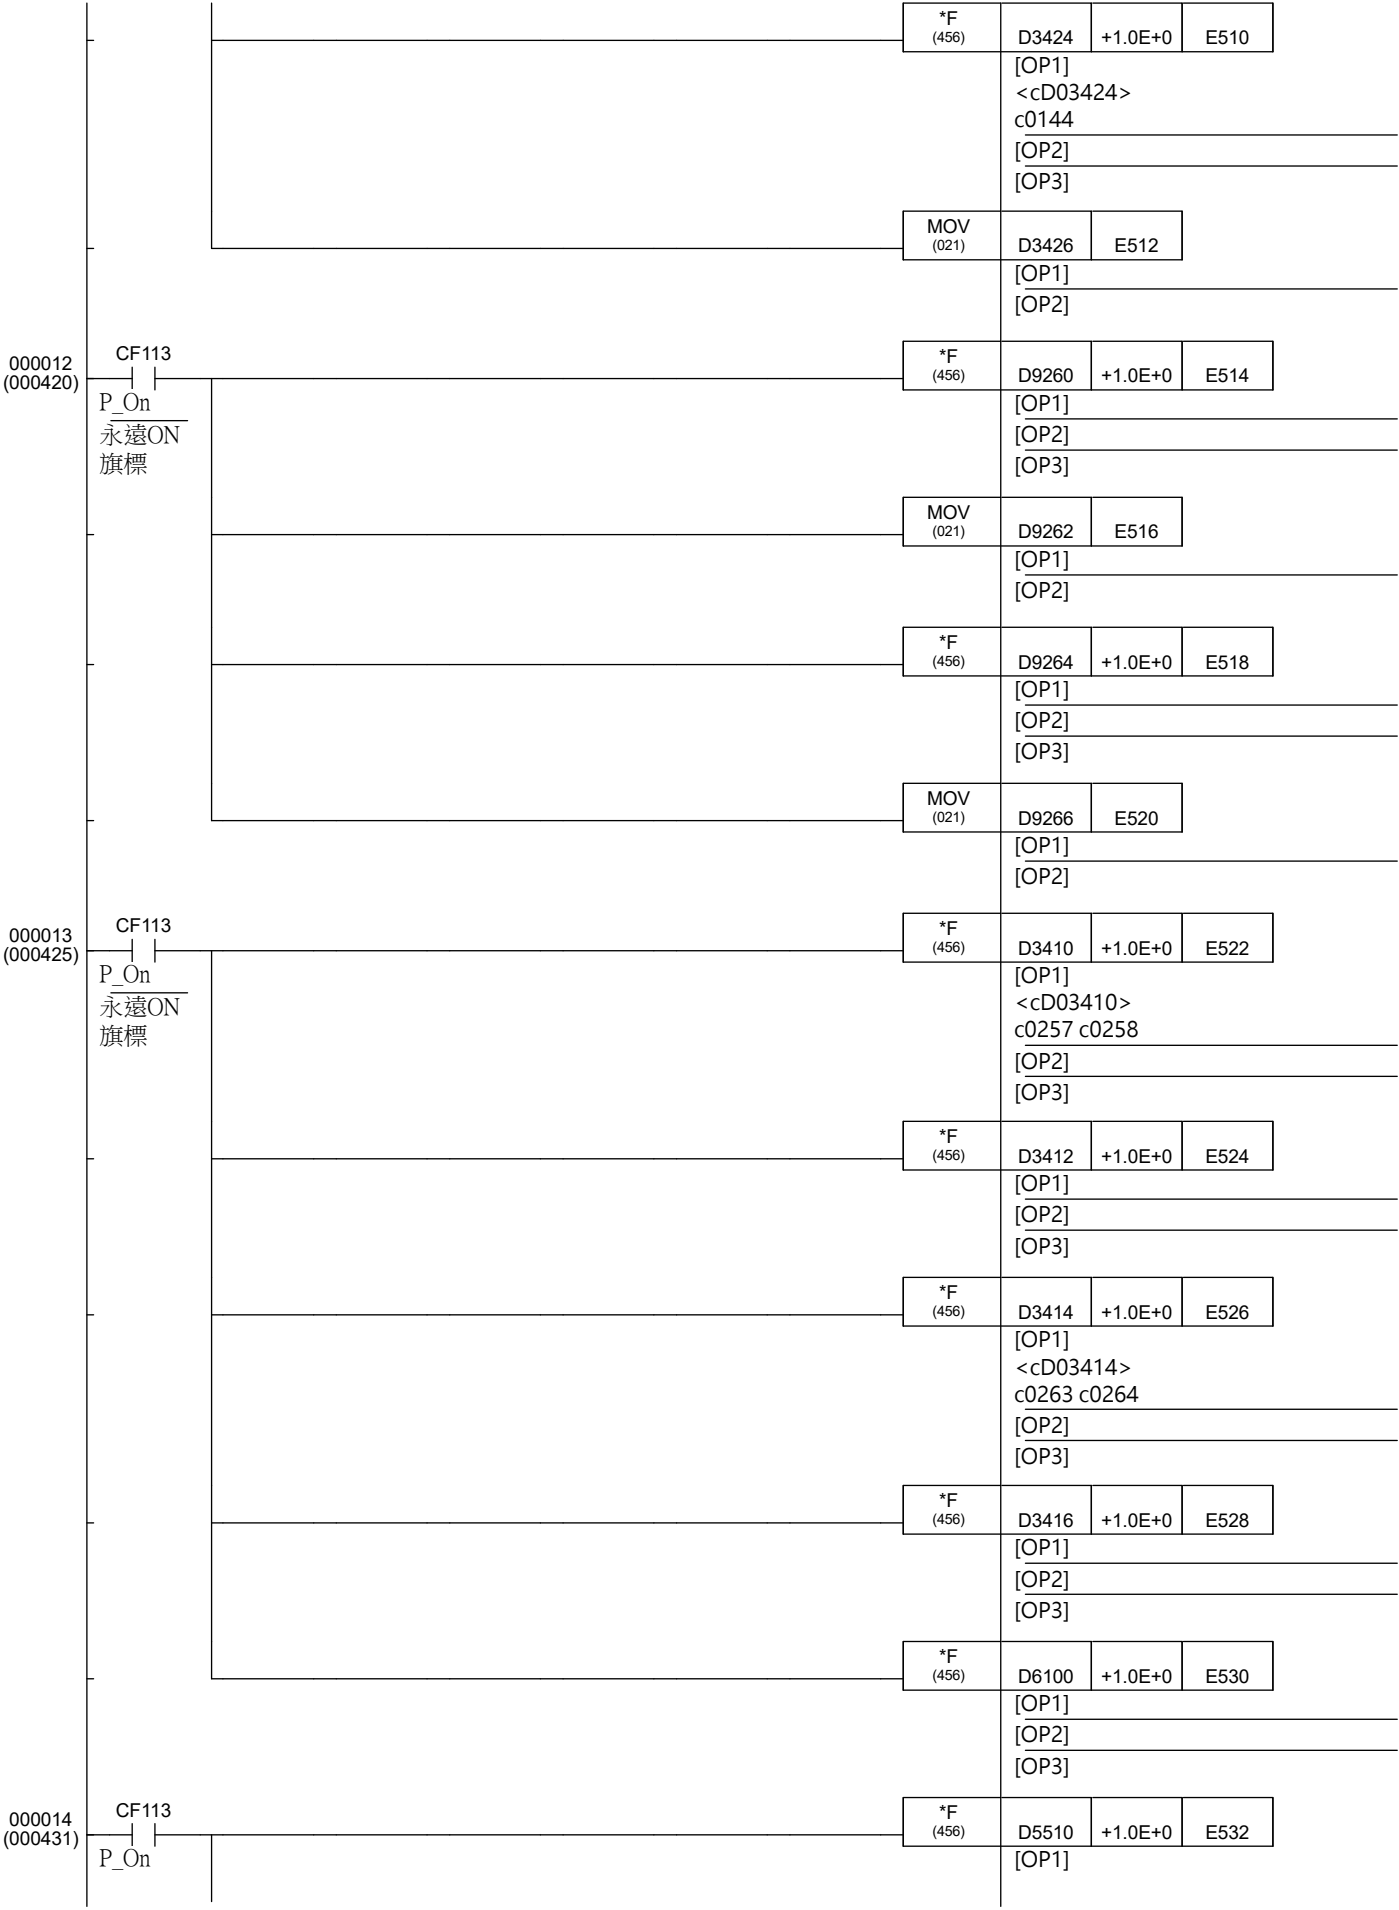 *F
(456) D3424 +1.0E+0 E510
[OP1]
<cD03424>
c0144
[OP2]
[OP3]
MOV
(021) D3426 E512
[OP1]
[OP2]
000012
(000420)
CF113
P_On
永遠ON
旗標
*F
(456) D9260 +1.0E+0 E514
[OP1]
[OP2]
[OP3]
MOV
(021) D9262 E516
[OP1]
[OP2]
*F
(456) D9264 +1.0E+0 E518
[OP1]
[OP2]
[OP3]
MOV
(021) D9266 E520
[OP1]
[OP2]
000013
(000425)
CF113
P_On
永遠ON
旗標
*F
(456) D3410 +1.0E+0 E522
[OP1]
<cD03410>
c0257 c0258
[OP2]
[OP3]
*F
(456) D3412 +1.0E+0 E524
[OP1]
[OP2]
[OP3]
*F
(456) D3414 +1.0E+0 E526
[OP1]
<cD03414>
c0263 c0264
[OP2]
[OP3]
*F
(456) D3416 +1.0E+0 E528
[OP1]
[OP2]
[OP3]
*F
(456) D6100 +1.0E+0 E530
[OP1]
[OP2]
[OP3]
000014
(000431)
CF113
P_On
*F
(456) D5510 +1.0E+0 E532
[OP1]